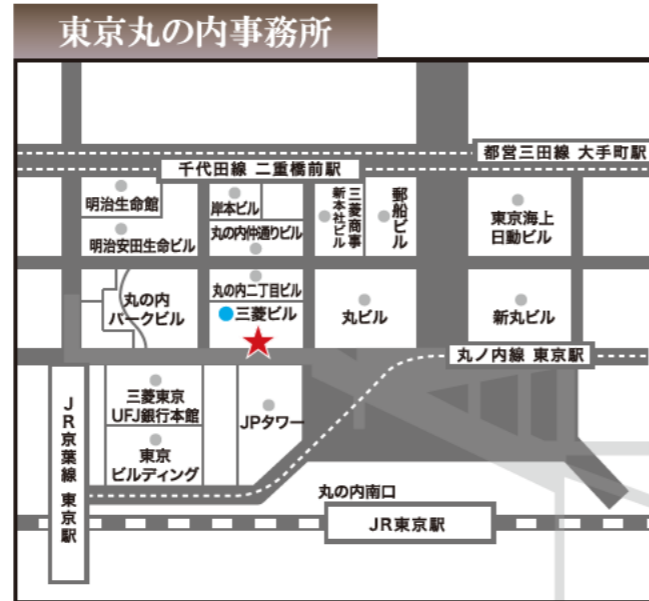 東京丸の内事務所
都営三田線 大手町駅
千代田線 二重橋前駅
明治生命館
岸本ビル
三菱商事
新本社ビル
郵船ビル
東京海上
日動ビル
明治安田生命ビル
丸の内仲通りビル
丸の内
パークビル
丸の内二丁目ビル
三菱ビル
丸ビル
新丸ビル
丸ノ内線 東京駅
三菱東京
UFJ銀行本館
JPタワー
東京
ビルディング
JR京葉線 東京駅
丸の内南口
JR東京駅